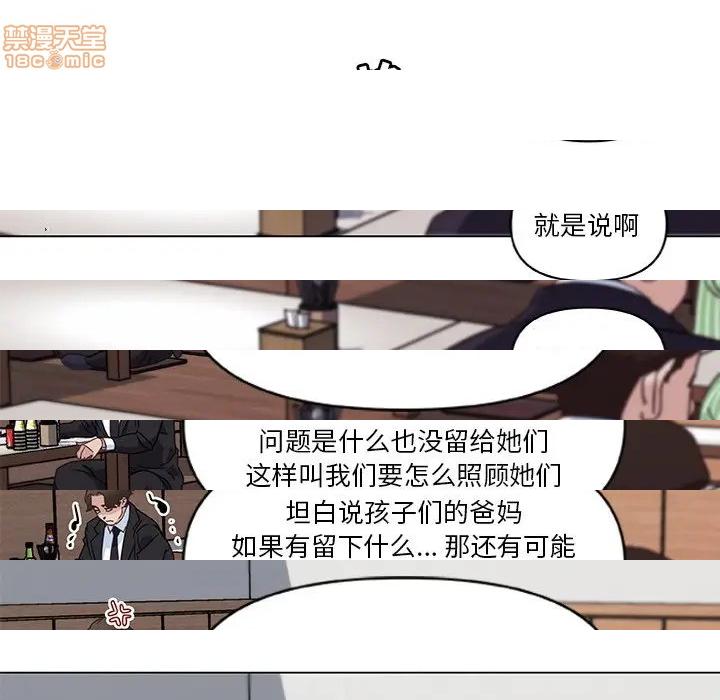 禁漫天堂
18comic
就是说啊
问题是什么也没留给她们
这样叫我们要怎么照顾她们
坦白说孩子们的爸妈
如果有留下什么... 那还有可能